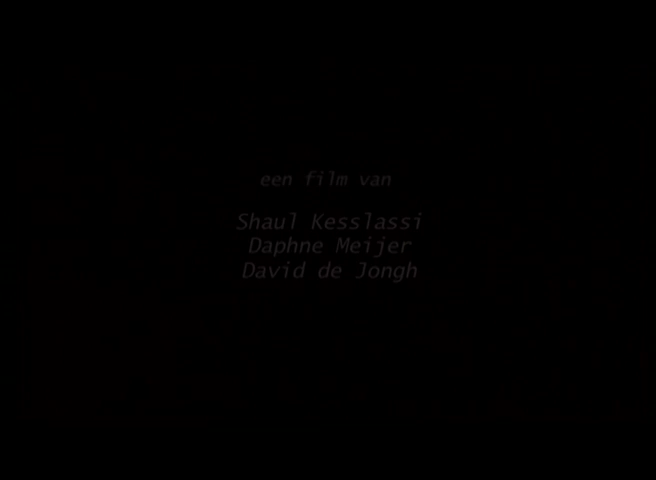 een film van
Shaul Kesslassi
Daphne Meijer
David de Jongh